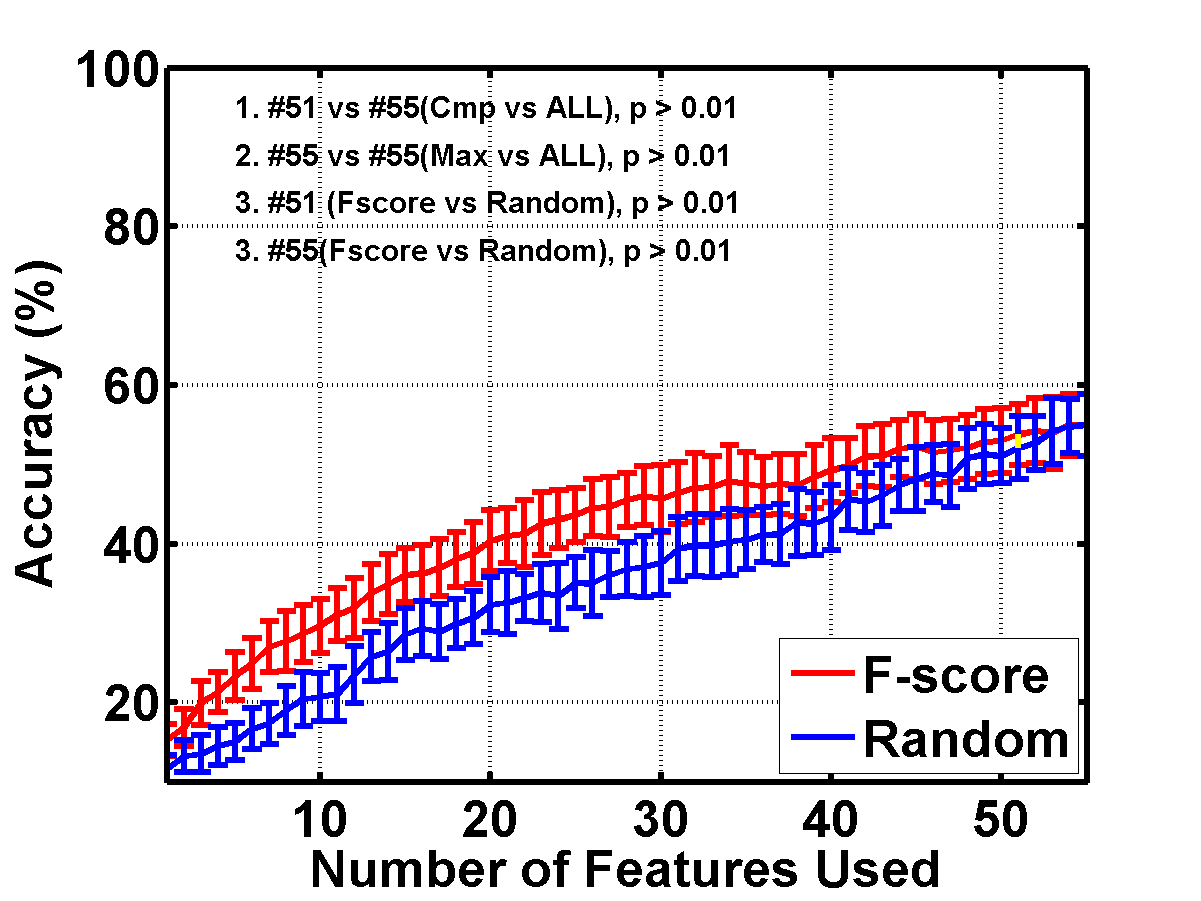 100
80
60
40
20
Accuracy (%)
1. #51 vs #55(Cmp vs ALL), p > 0.01
2. #55 vs #55(Max vs ALL), p > 0.01
3. #51 (Fscore vs Random), p > 0.01
3. #55(Fscore vs Random), p > 0.01
F-score
Random
10 20 30 40 50
Number of Features Used